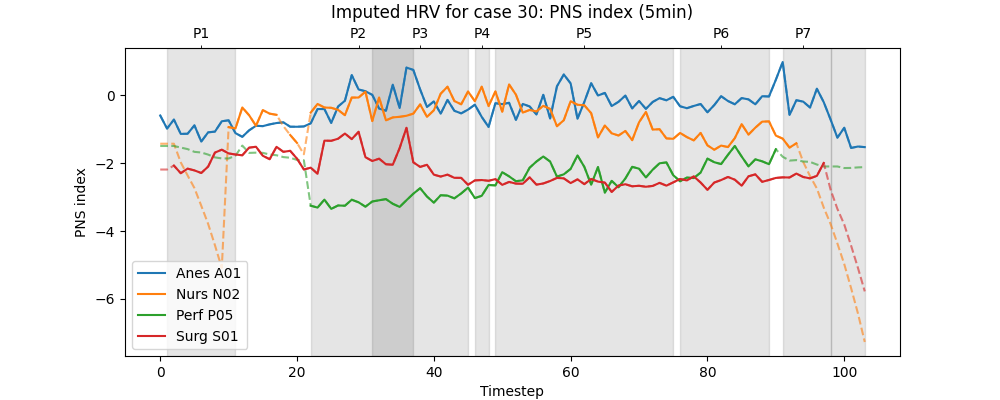 Imputed HRV for case 30: PNS index (5min)
P1 P2 P3 P4 P5 P6 P7
PNS index
0
−2
−4
−6
Anes A01
Nurs N02
Perf P05
Surg S01
0 20 40 60 80 100
Timestep